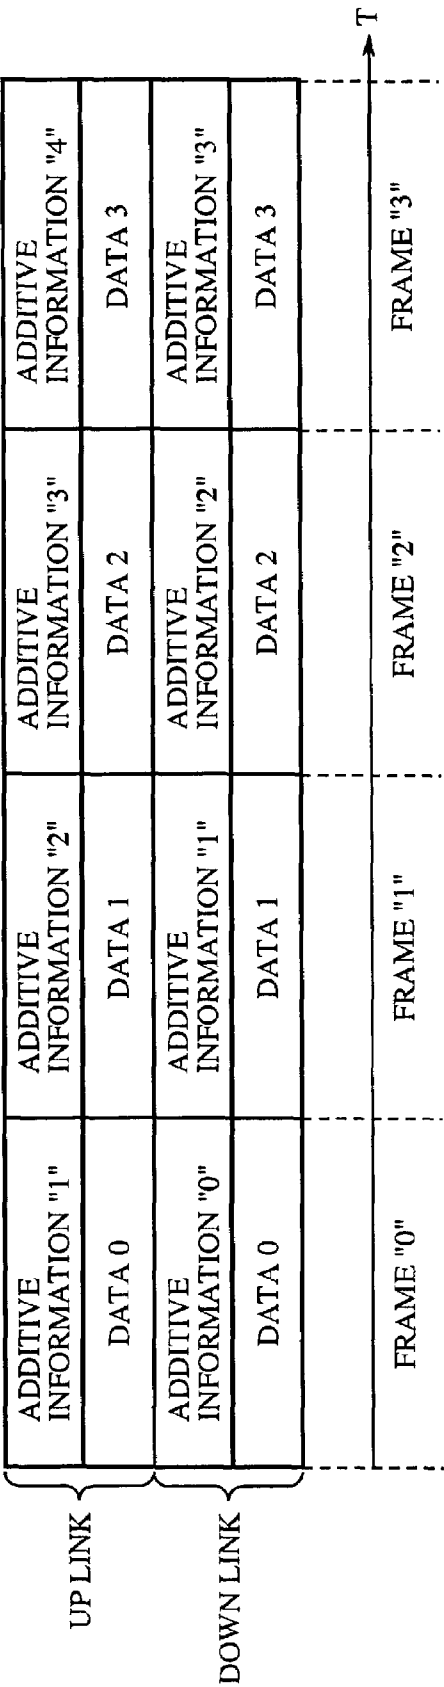 UP LINK
ADDITIVE
INFORMATION "1"
ADDITIVE
INFORMATION "2"
ADDITIVE
INFORMATION "3"
ADDITIVE
INFORMATION "4"
DATA 0
DATA 1
DATA 2
DATA 3
DOWN LINK
ADDITIVE
INFORMATION "0"
ADDITIVE
INFORMATION "1"
ADDITIVE
INFORMATION "2"
ADDITIVE
INFORMATION "3"
DATA 0
DATA 1
DATA 2
DATA 3
T
FRAME "0"
FRAME "1"
FRAME "2"
FRAME "3"